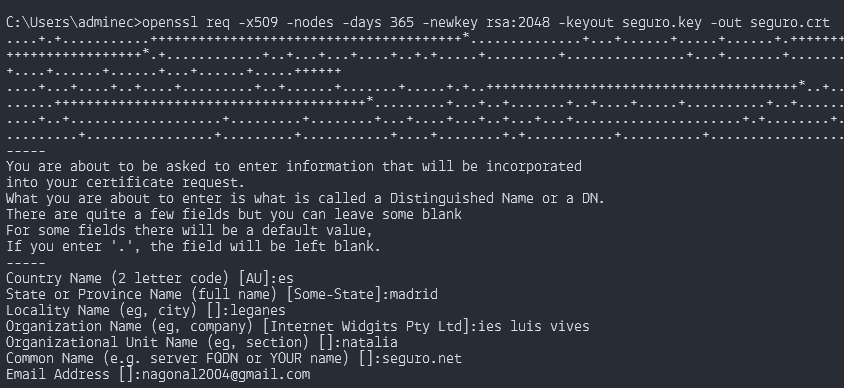 C:\Users\adminec>openssl req -x509 -nodes -days 365 -newkey rsa:2048 -keyout seguro.key -out seguro.crt
-----
You are about to be asked to enter information that will be incorporated
into your certificate request.
What you are about to enter is what is called a Distinguished Name or a DN.
There are quite a few fields but you can leave some blank
For some fields there will be a default value,
If you enter '.', the field will be left blank.
-----
Country Name (2 letter code) [AU]:es
State or Province Name (full name) [Some-State]:madrid
Locality Name (eg, city) []:leganes
Organization Name (eg, company) [Internet Widgits Pty Ltd]:ies luis vives
Organizational Unit Name (eg, section) []:natalia
Common Name (e.g. server FQDN or YOUR name) []:seguro.net
Email Address []:nagonal2004@gmail.com